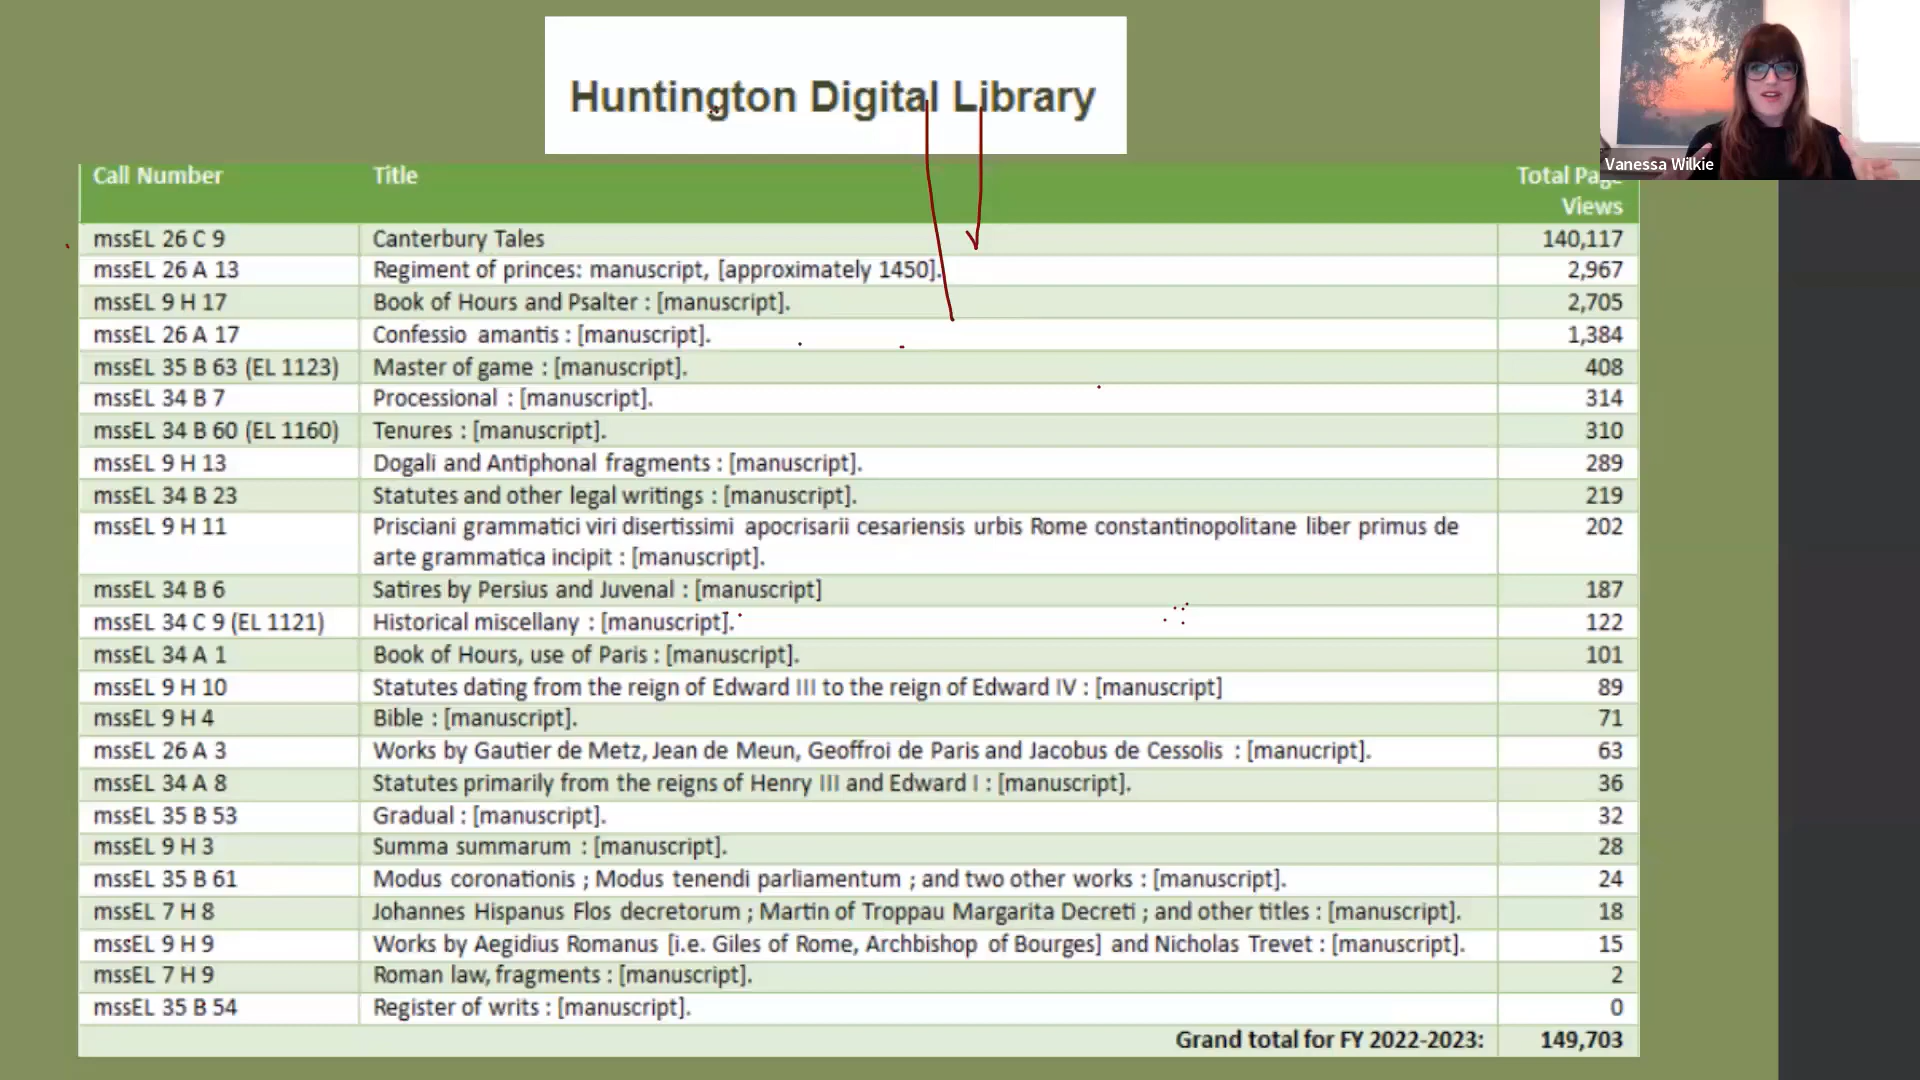 Huntington Digital Library
Vanessa Wilkie
Call Number Title Total Page
Views
mssEL 26 C 9 Canterbury Tales 140,117
mssEL 26 A 13 Regiment of princes: manuscript, [approximately 1450]. 2,967
mssEL 9 H 17 Book of Hours and Psalter : [manuscript]. 2,705
mssEL 26 A 17 Confessio amantis : [manuscript]. 1,384
mssEL 35 B 63 (EL 1123) Master of game : [manuscript]. 408
mssEL 34 B 7 Processional : [manuscript]. 314
mssEL 34 B 60 (EL 1160) Tenures : [manuscript]. 310
mssEL 9 H 13 Dogali and Antiphonal fragments : [manuscript]. 289
mssEL 34 B 23 Statutes and other legal writings : [manuscript]. 219
mssEL 9 H 11 Prisciani grammatici viri disertissimi apocrisarii cesariensis urbis Rome constantinopolitane liber primus de 202
arte grammatica incipit : [manuscript].
mssEL 34 B 6 Satires by Persius and Juvenal : [manuscript] 187
mssEL 34 C 9 (EL 1121) Historical miscellany : [manuscript]. 122
mssEL 34 A 1 Book of Hours, use of Paris : [manuscript]. 101
mssEL 9 H 10 Statutes dating from the reign of Edward III to the reign of Edward IV : [manuscript] 89
mssEL 9 H 4 Bible : [manuscript]. 71
mssEL 26 A 3 Works by Gautier de Metz, Jean de Meun, Geoffroi de Paris and Jacobus de Cessolis : [manucript]. 63
mssEL 34 A 8 Statutes primarily from the reigns of Henry III and Edward I : [manuscript]. 36
mssEL 35 B 53 Gradual : [manuscript]. 32
mssEL 9 H 3 Summa summarum : [manuscript]. 28
mssEL 35 B 61 Modus coronationis ; Modus tenendi parliamentum ; and two other works : [manuscript]. 24
mssEL 7 H 8 Johannes Hispanus Flos decretorum ; Martin of Troppau Margarita Decreti ; and other titles : [manuscript]. 18
mssEL 9 H 9 Works by Aegidius Romanus [i.e. Giles of Rome, Archbishop of Bourges] and Nicholas Trevet : [manuscript]. 15
mssEL 7 H 9 Roman law, fragments : [manuscript]. 2
mssEL 35 B 54 Register of writs : [manuscript]. 0
Grand total for FY 2022-2023: 149,703